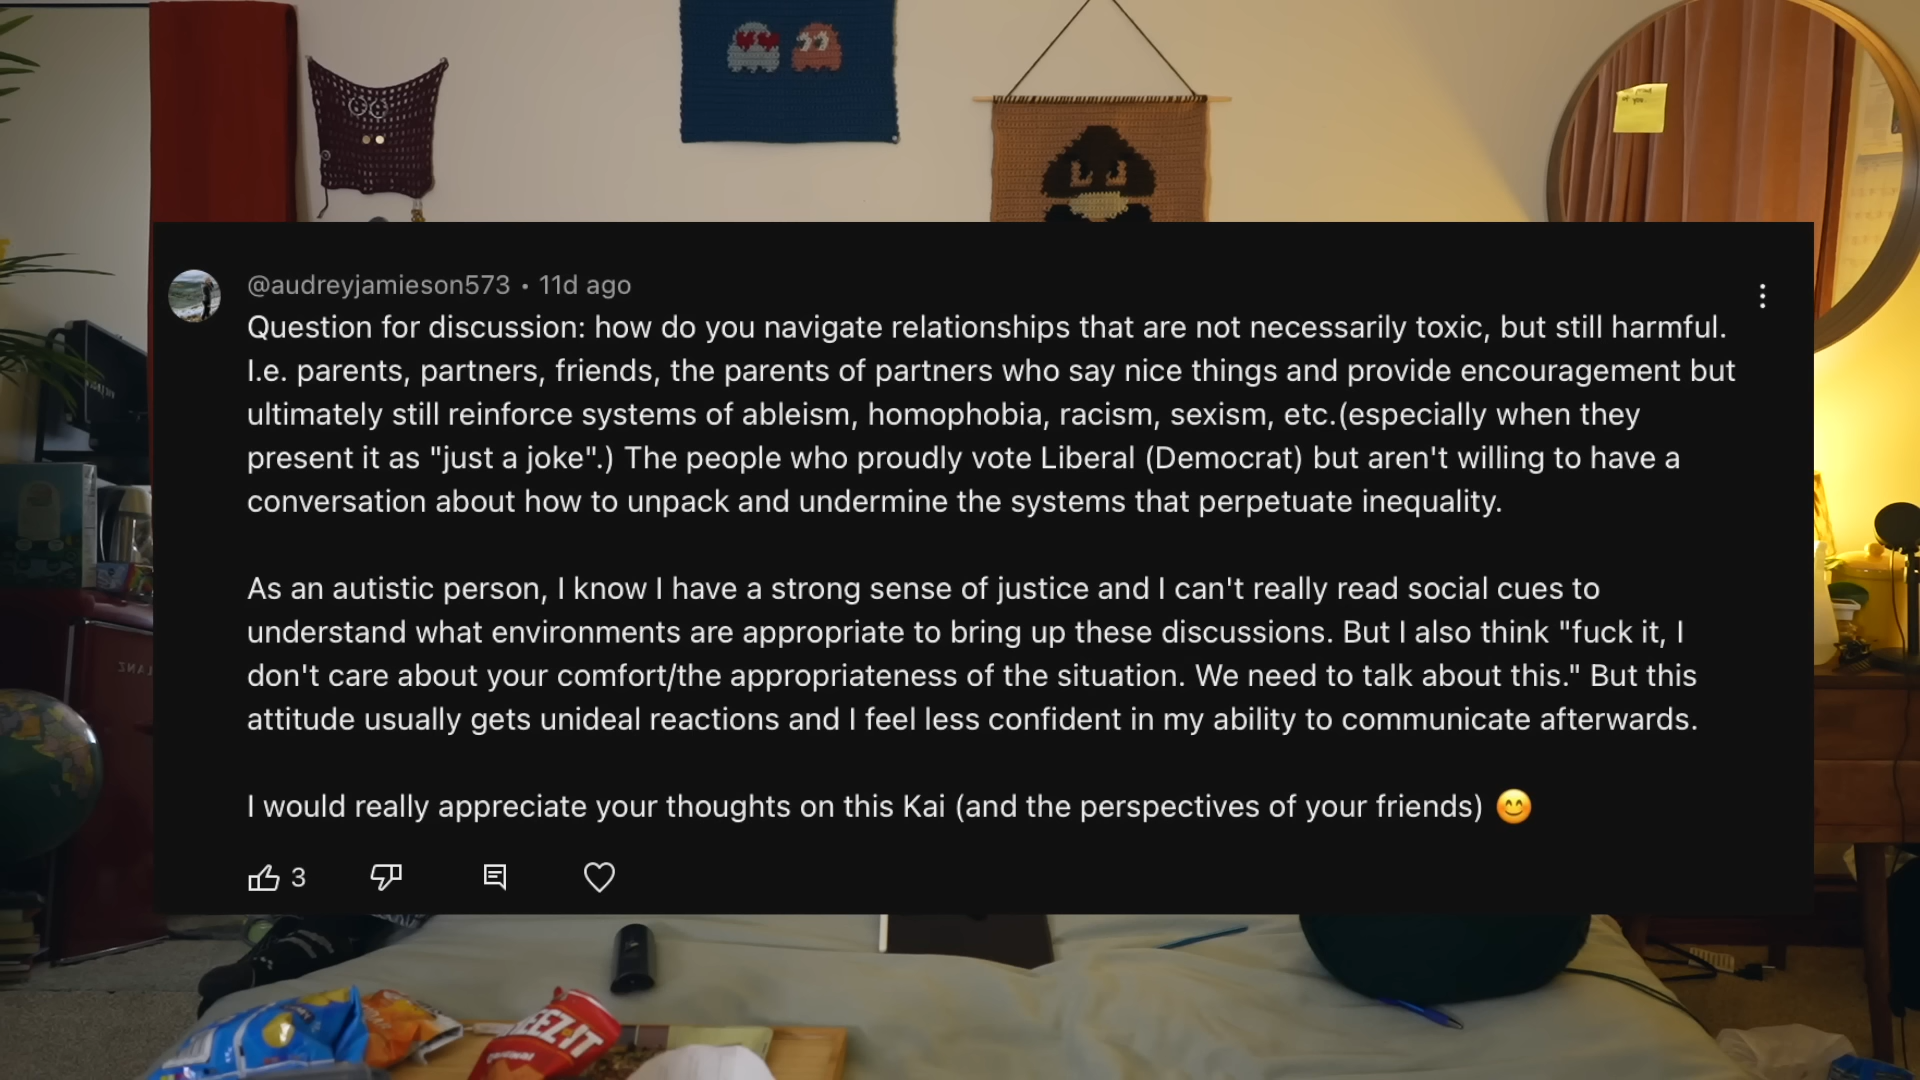 @audreyjamieson573 • 11d ago
Question for discussion: how do you navigate relationships that are not necessarily toxic, but still harmful.
I.e. parents, partners, friends, the parents of partners who say nice things and provide encouragement but
ultimately still reinforce systems of ableism, homophobia, racism, sexism, etc.(especially when they
present it as "just a joke".) The people who proudly vote Liberal (Democrat) but aren't willing to have a
conversation about how to unpack and undermine the systems that perpetuate inequality.
As an autistic person, I know I have a strong sense of justice and I can't really read social cues to
understand what environments are appropriate to bring up these discussions. But I also think "fuck it, I
don't care about your comfort/the appropriateness of the situation. We need to talk about this." But this
attitude usually gets unideal reactions and I feel less confident in my ability to communicate afterwards.
I would really appreciate your thoughts on this Kai (and the perspectives of your friends) 😊
3